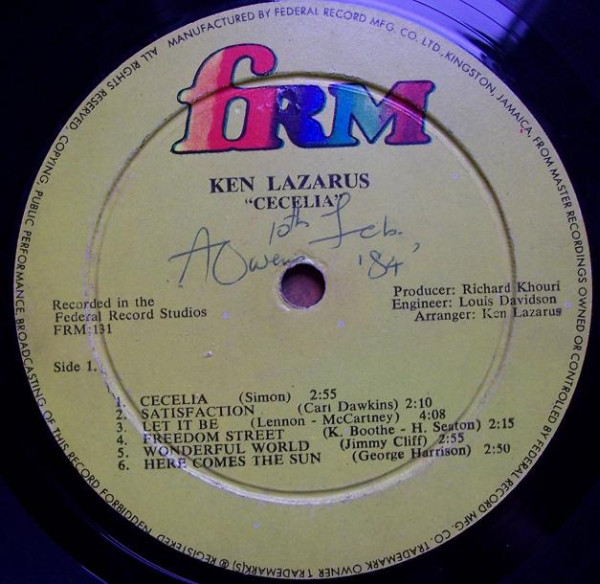 ALL RIGHTS RESERVED, MANUFACTURED BY FEDERAL RECORD MFG. CO. LTD., KINGSTON, JAMAICA, FROM MASTER RECORDINGS OWNED OR CONTROLLED BY FEDERAL RECORD MFG. CO. TRADEMARK OWNER FEDERAL TRADEMARK(S) ® REGISTERED
COPYING, PUBLIC PERFORMANCE, BROADCASTING OF THIS RECORD FORBIDDEN
fRM
KEN LAZARUS
"CECELIA"
10th Feb.
A Owens '84
Recorded in the
Federal Record Studios
FRM:131
Producer: Richard Khouri
Engineer: Louis Davidson
Arranger: Ken Lazarus
Side 1.
1. CECELIA (Simon) 2:55
2. SATISFACTION (Carl Dawkins) 2:10
3. LET IT BE (Lennon - McCartney) 4:08
4. FREEDOM STREET (K. Boothe - H. Seaton) 2:15
5. WONDERFUL WORLD (Jimmy Cliff) 2:55
6. HERE COMES THE SUN (George Harrison) 2:50